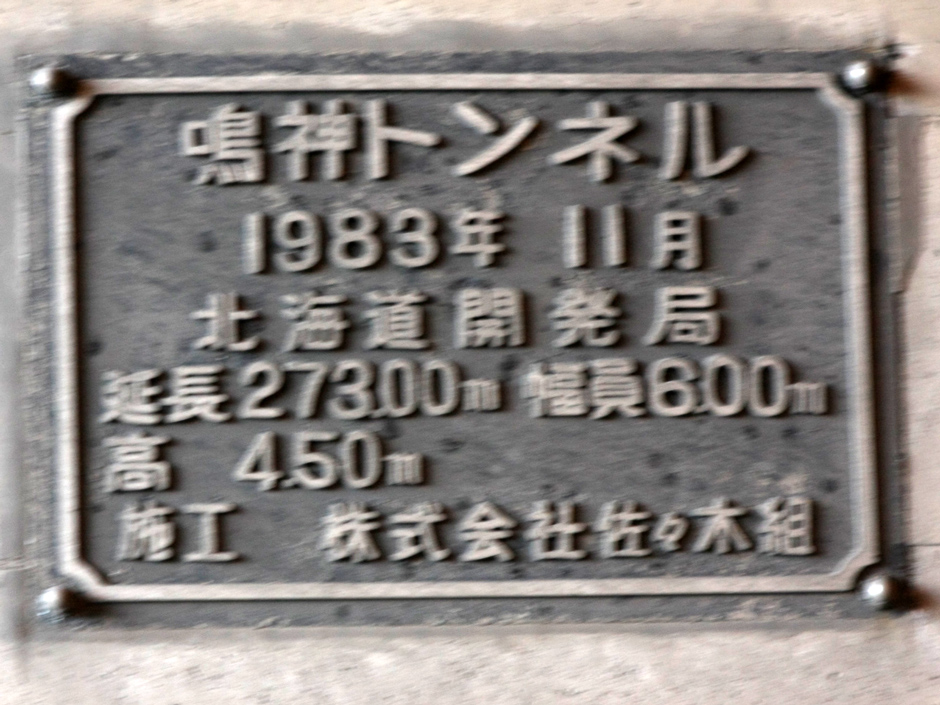 鳴神トンネル
1983年 11月
北海道開発局
延長273.00m 幅員6.00m
高 4.50m
施工 株式会社佐々木組